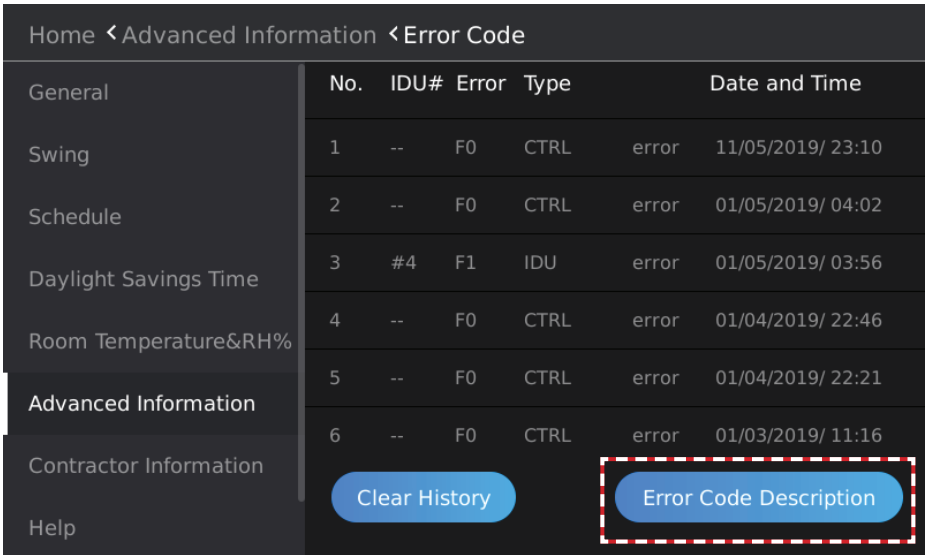 Home < Advanced Information < Error Code
General
Swing
Schedule
Daylight Savings Time
Room Temperature&RH%
Advanced Information
Contractor Information
Help
No. IDU# Error Type Date and Time
1 -- F0 CTRL error 11/05/2019/ 23:10
2 -- F0 CTRL error 01/05/2019/ 04:02
3 #4 F1 IDU error 01/05/2019/ 03:56
4 -- F0 CTRL error 01/04/2019/ 22:46
5 -- F0 CTRL error 01/04/2019/ 22:21
6 -- F0 CTRL error 01/03/2019/ 11:16
Clear History
Error Code Description